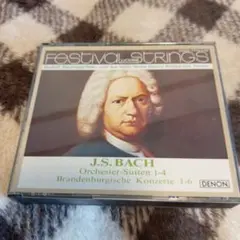 FESTIVAL STRINGS
J.S. BACH
Orchester-Suiten 1-4
Brandenburgische Konzerte 1-6
DENON